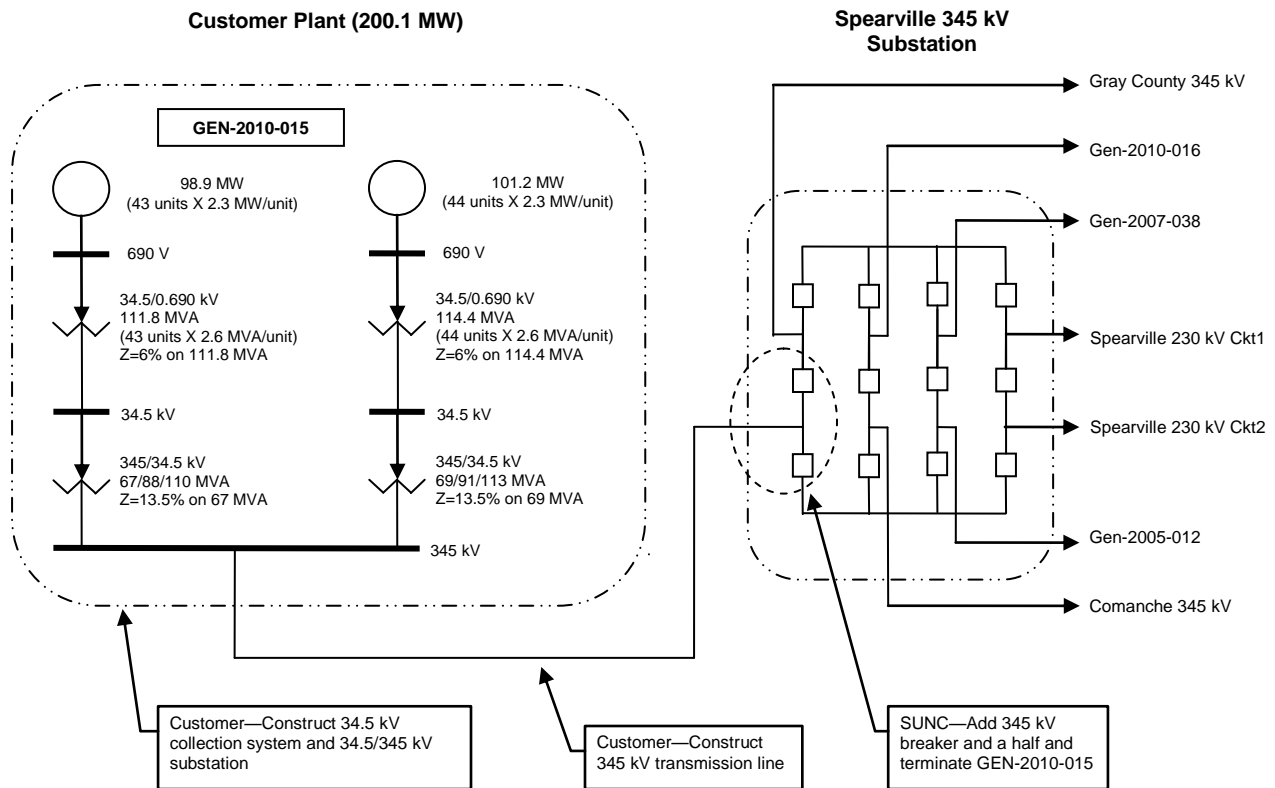 Customer Plant (200.1 MW)
Spearville 345 kV
Substation
GEN-2010-015
98.9 MW
(43 units X 2.3 MW/unit)
101.2 MW
(44 units X 2.3 MW/unit)
690 V
690 V
34.5/0.690 kV
111.8 MVA
(43 units X 2.6 MVA/unit)
Z=6% on 111.8 MVA
34.5/0.690 kV
114.4 MVA
(44 units X 2.6 MVA/unit)
Z=6% on 114.4 MVA
34.5 kV
34.5 kV
345/34.5 kV
67/88/110 MVA
Z=13.5% on 67 MVA
345/34.5 kV
69/91/113 MVA
Z=13.5% on 69 MVA
345 kV
Gray County 345 kV
Gen-2010-016
Gen-2007-038
Spearville 230 kV Ckt1
Spearville 230 kV Ckt2
Gen-2005-012
Comanche 345 kV
Customer—Construct 34.5 kV
collection system and 34.5/345 kV
substation
Customer—Construct
345 kV transmission line
SUNC—Add 345 kV
breaker and a half and
terminate GEN-2010-015